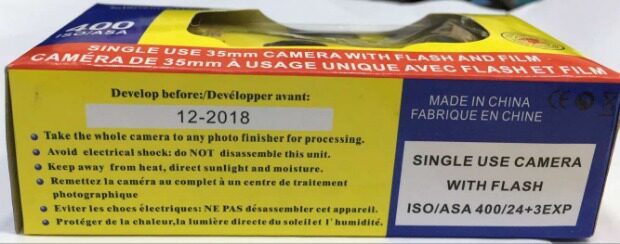 400
ISO/ASA
SINGLE USE 35mm CAMERA WITH FLASH AND FILM
CAMÉRA DE 35mm À USAGE UNIQUE AVEC FLASH ET FILM
Develop before:/Développer avant:
12-2018
Take the whole camera to any photo finisher for processing.
Avoid electrical shock: do NOT disassemble this unit.
Keep away from heat, direct sunlight and moisture.
Remettez la caméra au complet à un centre de traitement
photographique
Eviter les chocs électriques: NE PAS désassembler cet appareil.
Protéger de la chaleur,la lumière directe du soleil et l'humidité.
MADE IN CHINA
FABRIQUE EN CHINE
CE
SINGLE USE CAMERA
WITH FLASH
ISO/ASA 400/24+3EXP